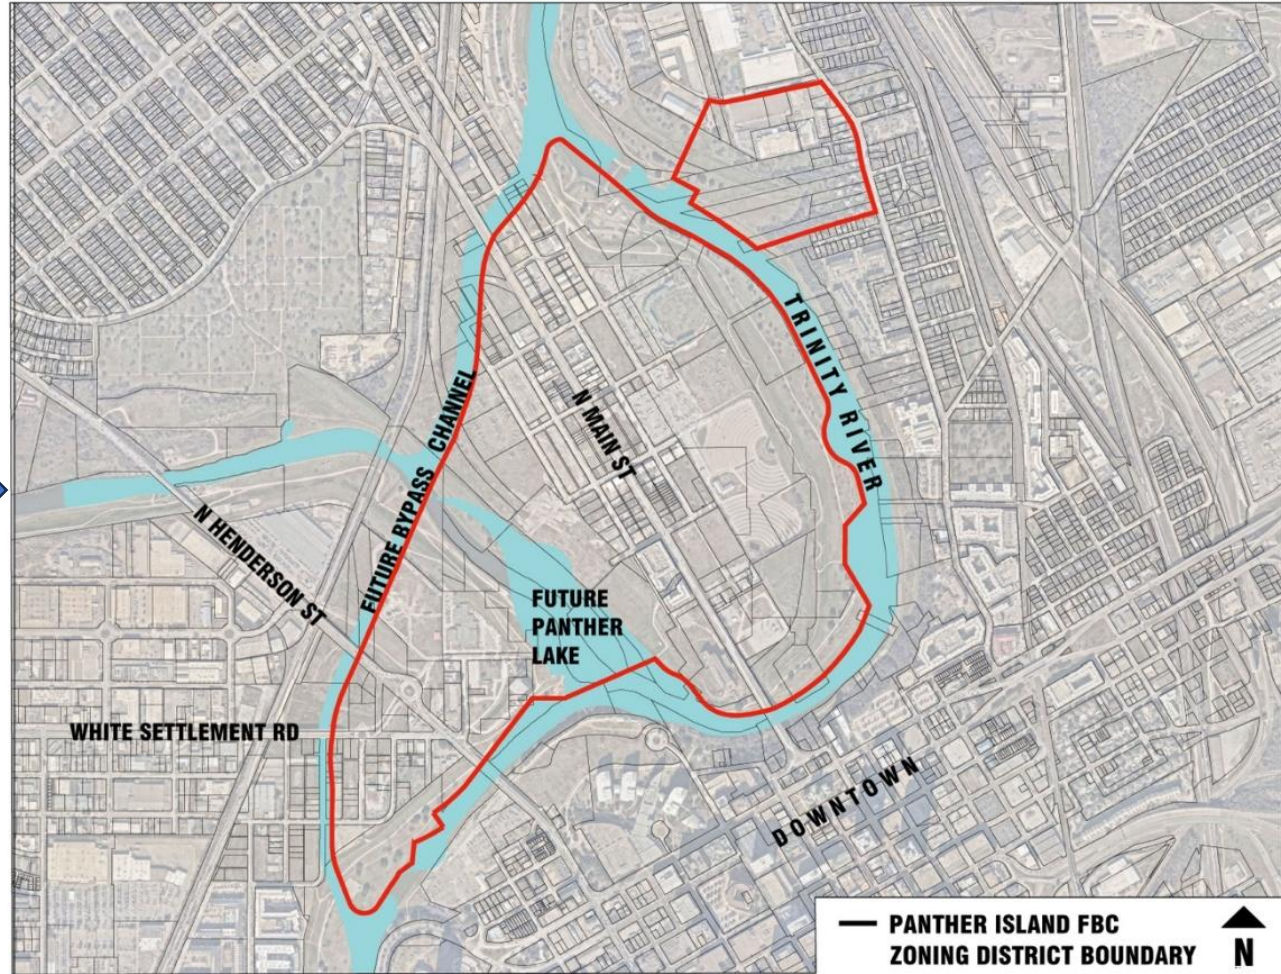 TRINITY RIVER
N MAIN ST
FUTURE BYPASS CHANNEL
N HENDERSON ST
FUTURE
PANTHER
LAKE
WHITE SETTLEMENT RD
DOWNTOWN
PANTHER ISLAND FBC
ZONING DISTRICT BOUNDARY
N